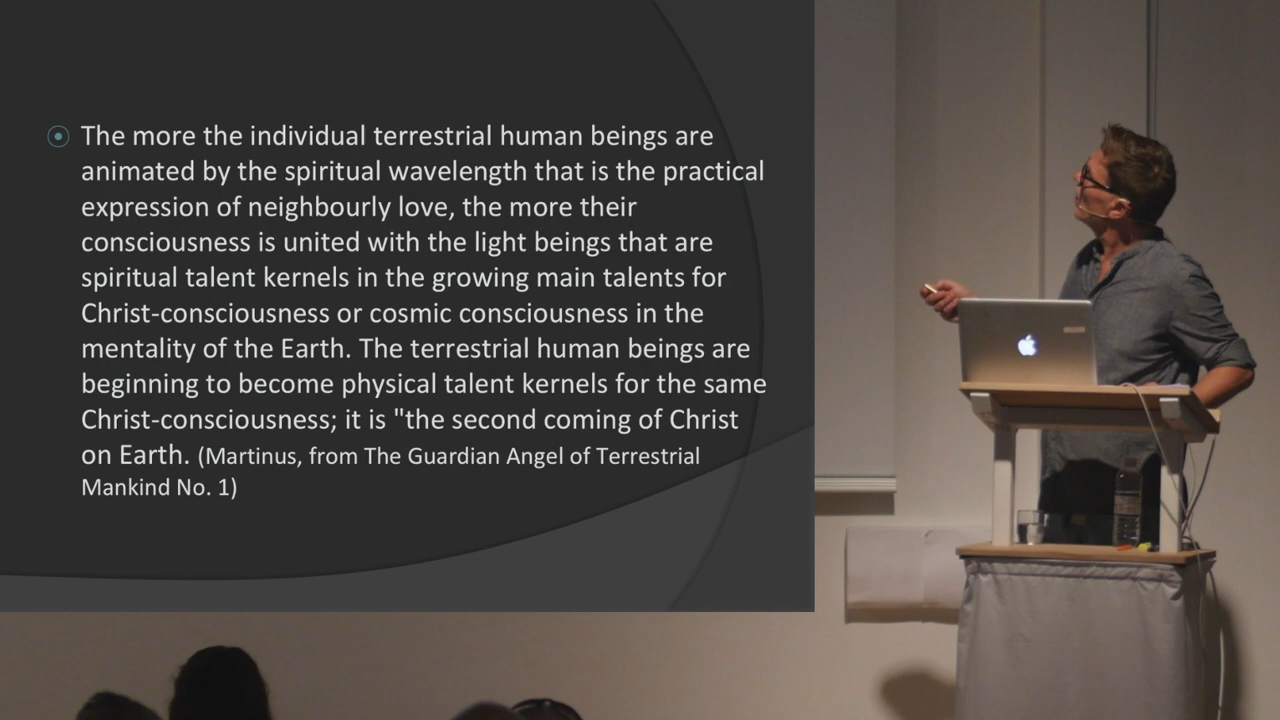 The more the individual terrestrial human beings are
animated by the spiritual wavelength that is the practical
expression of neighbourly love, the more their
consciousness is united with the light beings that are
spiritual talent kernels in the growing main talents for
Christ-consciousness or cosmic consciousness in the
mentality of the Earth. The terrestrial human beings are
beginning to become physical talent kernels for the same
Christ-consciousness; it is "the second coming of Christ
on Earth. (Martinus, from The Guardian Angel of Terrestrial
Mankind No. 1)